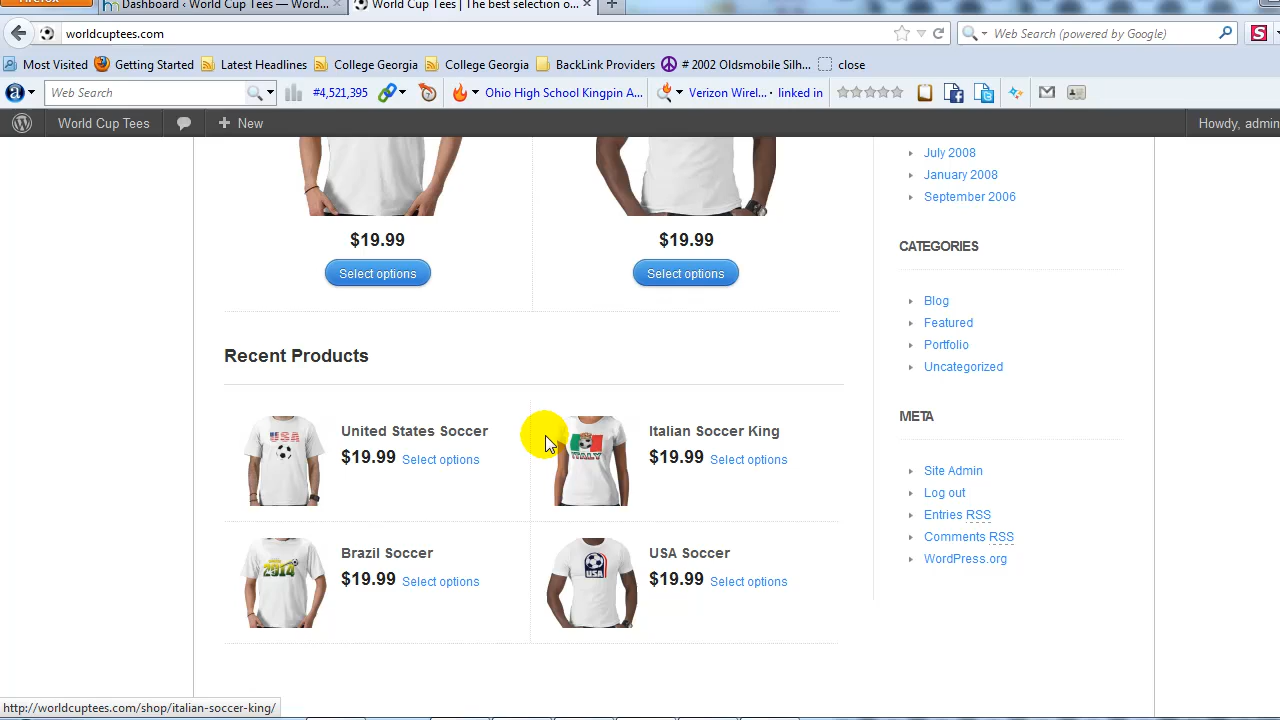 Firefox
Dashboard ‹ World Cup Tees — Word...
World Cup Tees | The best selection o...
worldcuptees.com
Web Search (powered by Google)
Most Visited Getting Started Latest Headlines College Georgia College Georgia BackLink Providers # 2002 Oldsmobile Silh... close
Web Search #4,521,395 Ohio High School Kingpin A... Verizon Wirel... linked in
World Cup Tees New Howdy, admin
July 2008
January 2008
September 2006
$19.99 $19.99
Select options Select options
CATEGORIES
Blog
Featured
Portfolio
Uncategorized
Recent Products
United States Soccer
$19.99 Select options
USA
Italian Soccer King
$19.99 Select options
ITALY
Brazil Soccer
$19.99 Select options
2014
USA Soccer
$19.99 Select options
USA
META
Site Admin
Log out
Entries RSS
Comments RSS
WordPress.org
http://worldcuptees.com/shop/italian-soccer-king/